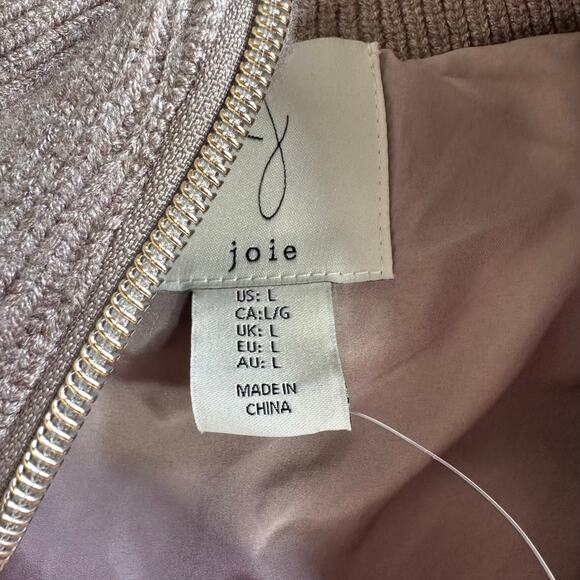 joie
US: L
CA:L/G
UK: L
EU: L
AU: L
MADE IN
CHINA